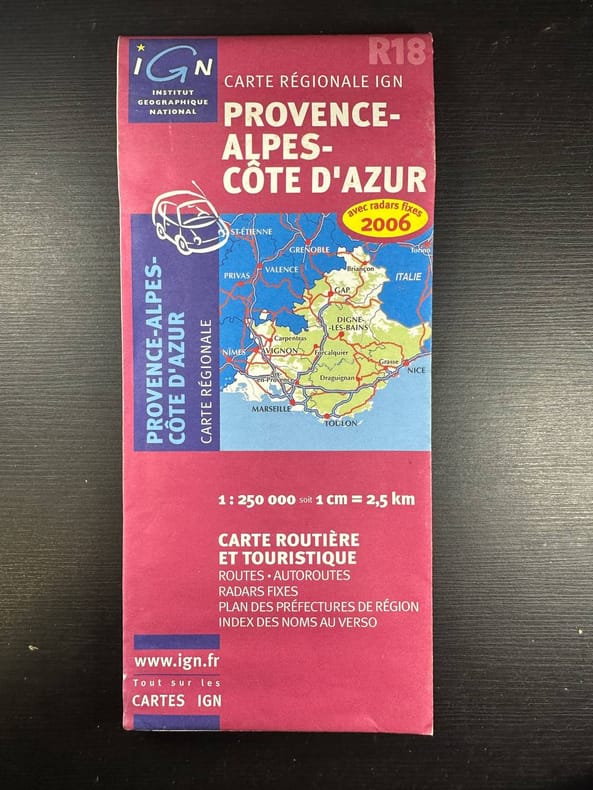 R18
IGN
INSTITUT
GEOGRAPHIQUE
NATIONAL
CARTE RÉGIONALE IGN
PROVENCE-
ALPES-
CÔTE D'AZUR
avec radars fixes
2006
ST-ÉTIENNE
GRENOBLE
Torino
Briançon
ITALIE
PRIVAS
VALENCE
GAP
DIGNE-
-LES-BAINS
Carpentras
NÎMES
VIGNON
Forcalquier
Grasse
NICE
-en-Provence
Draguignan
MARSEILLE
TOULON
PROVENCE-ALPES-
CÔTE D'AZUR
CARTE RÉGIONALE
1 : 250 000 soit 1 cm = 2,5 km
CARTE ROUTIÈRE
ET TOURISTIQUE
ROUTES • AUTOROUTES
RADARS FIXES
PLAN DES PRÉFECTURES DE RÉGION
INDEX DES NOMS AU VERSO
www.ign.fr
Tout sur les
CARTES IGN